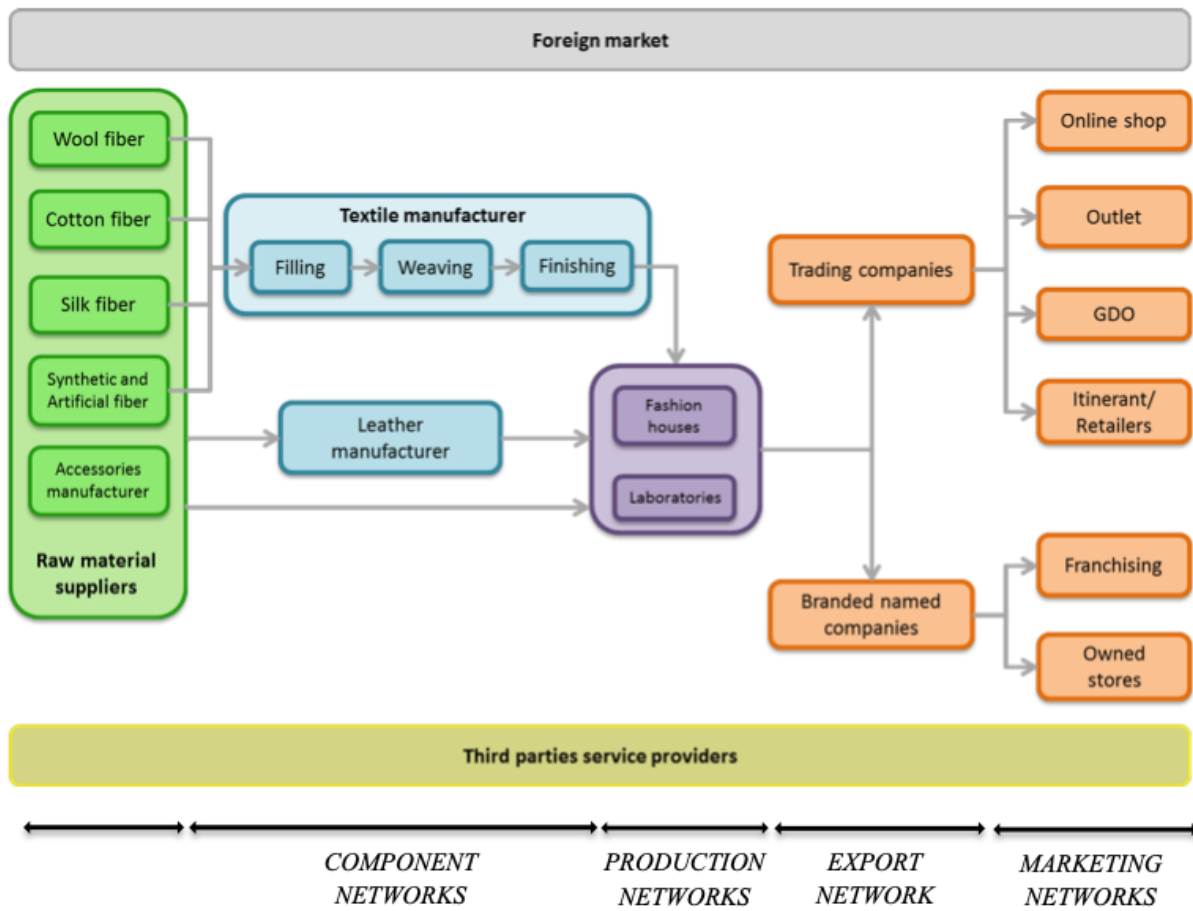 Foreign market
Wool fiber
Cotton fiber
Silk fiber
Synthetic and
Artificial fiber
Accessories
manufacturer
Raw material
suppliers
Textile manufacturer
Filling
Weaving
Finishing
Leather
manufacturer
Fashion
houses
Laboratories
Trading companies
Branded named
companies
Online shop
Outlet
GDO
Itinerant/
Retailers
Franchising
Owned
stores
Third parties service providers
COMPONENT
NETWORKS
PRODUCTION
NETWORKS
EXPORT
NETWORK
MARKETING
NETWORKS